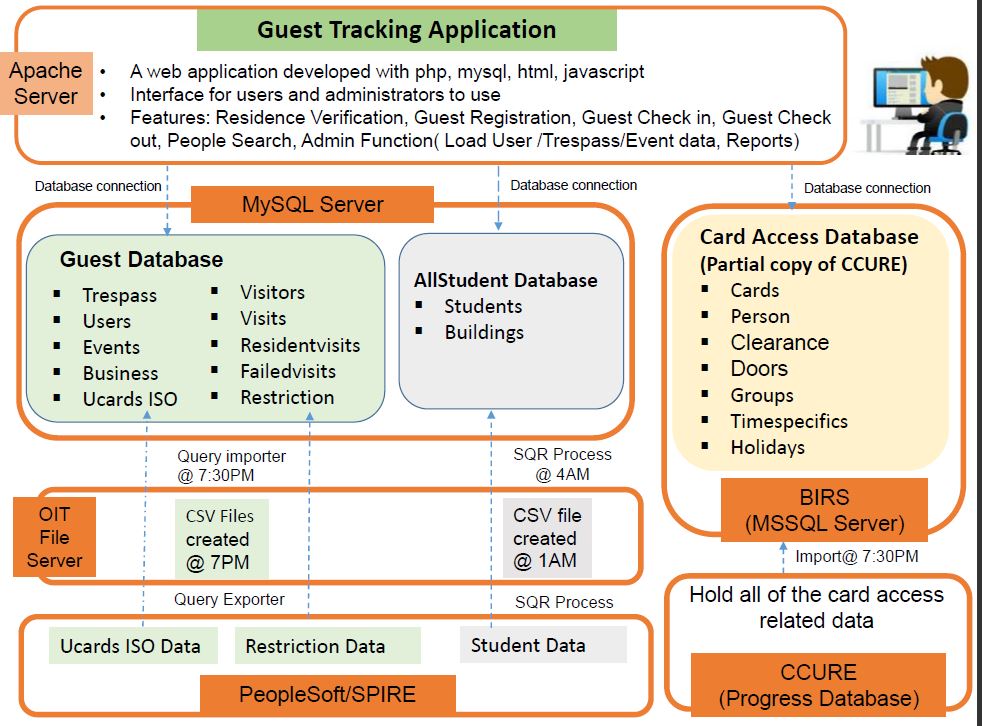 Guest Tracking Application
Apache
Server
• A web application developed with php, mysql, html, javascript
• Interface for users and administrators to use
• Features: Residence Verification, Guest Registration, Guest Check in, Guest Check
out, People Search, Admin Function( Load User /Trespass/Event data, Reports)
Database connection
Database connection
Database connection
MySQL Server
Guest Database
▪ Trespass
▪ Users
▪ Events
▪ Business
▪ Ucards ISO
▪ Visitors
▪ Visits
▪ Residentvisits
▪ Failedvisits
▪ Restriction
AllStudent Database
▪ Students
▪ Buildings
Card Access Database
(Partial copy of CCURE)
▪ Cards
▪ Person
▪ Clearance
▪ Doors
▪ Groups
▪ Timespecifics
▪ Holidays
BIRS
(MSSQL Server)
Query importer
@ 7:30PM
SQR Process
@ 4AM
OIT
File
Server
CSV Files
created
@ 7PM
CSV file
created
@ 1AM
Import@ 7:30PM
Query Exporter
SQR Process
Ucards ISO Data
Restriction Data
Student Data
PeopleSoft/SPIRE
Hold all of the card access
related data
CCURE
(Progress Database)